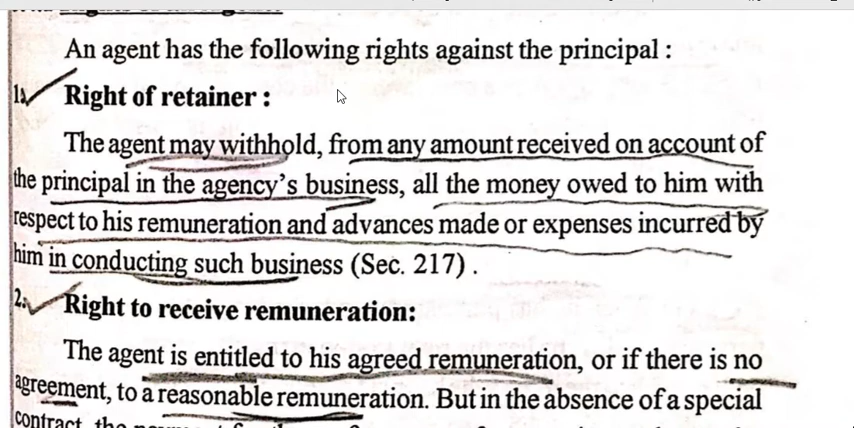 An agent has the following rights against the principal :
1. Right of retainer :
The agent may withhold, from any amount received on account of
the principal in the agency's business, all the money owed to him with
respect to his remuneration and advances made or expenses incurred by
him in conducting such business (Sec. 217) .
2. Right to receive remuneration:
The agent is entitled to his agreed remuneration, or if there is no
agreement, to a reasonable remuneration. But in the absence of a special
contract, the